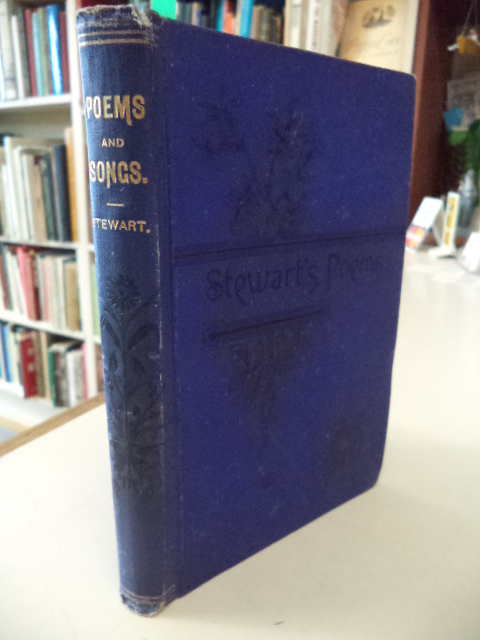 POEMS
AND
SONGS.
STEWART.
Stewart's Poems